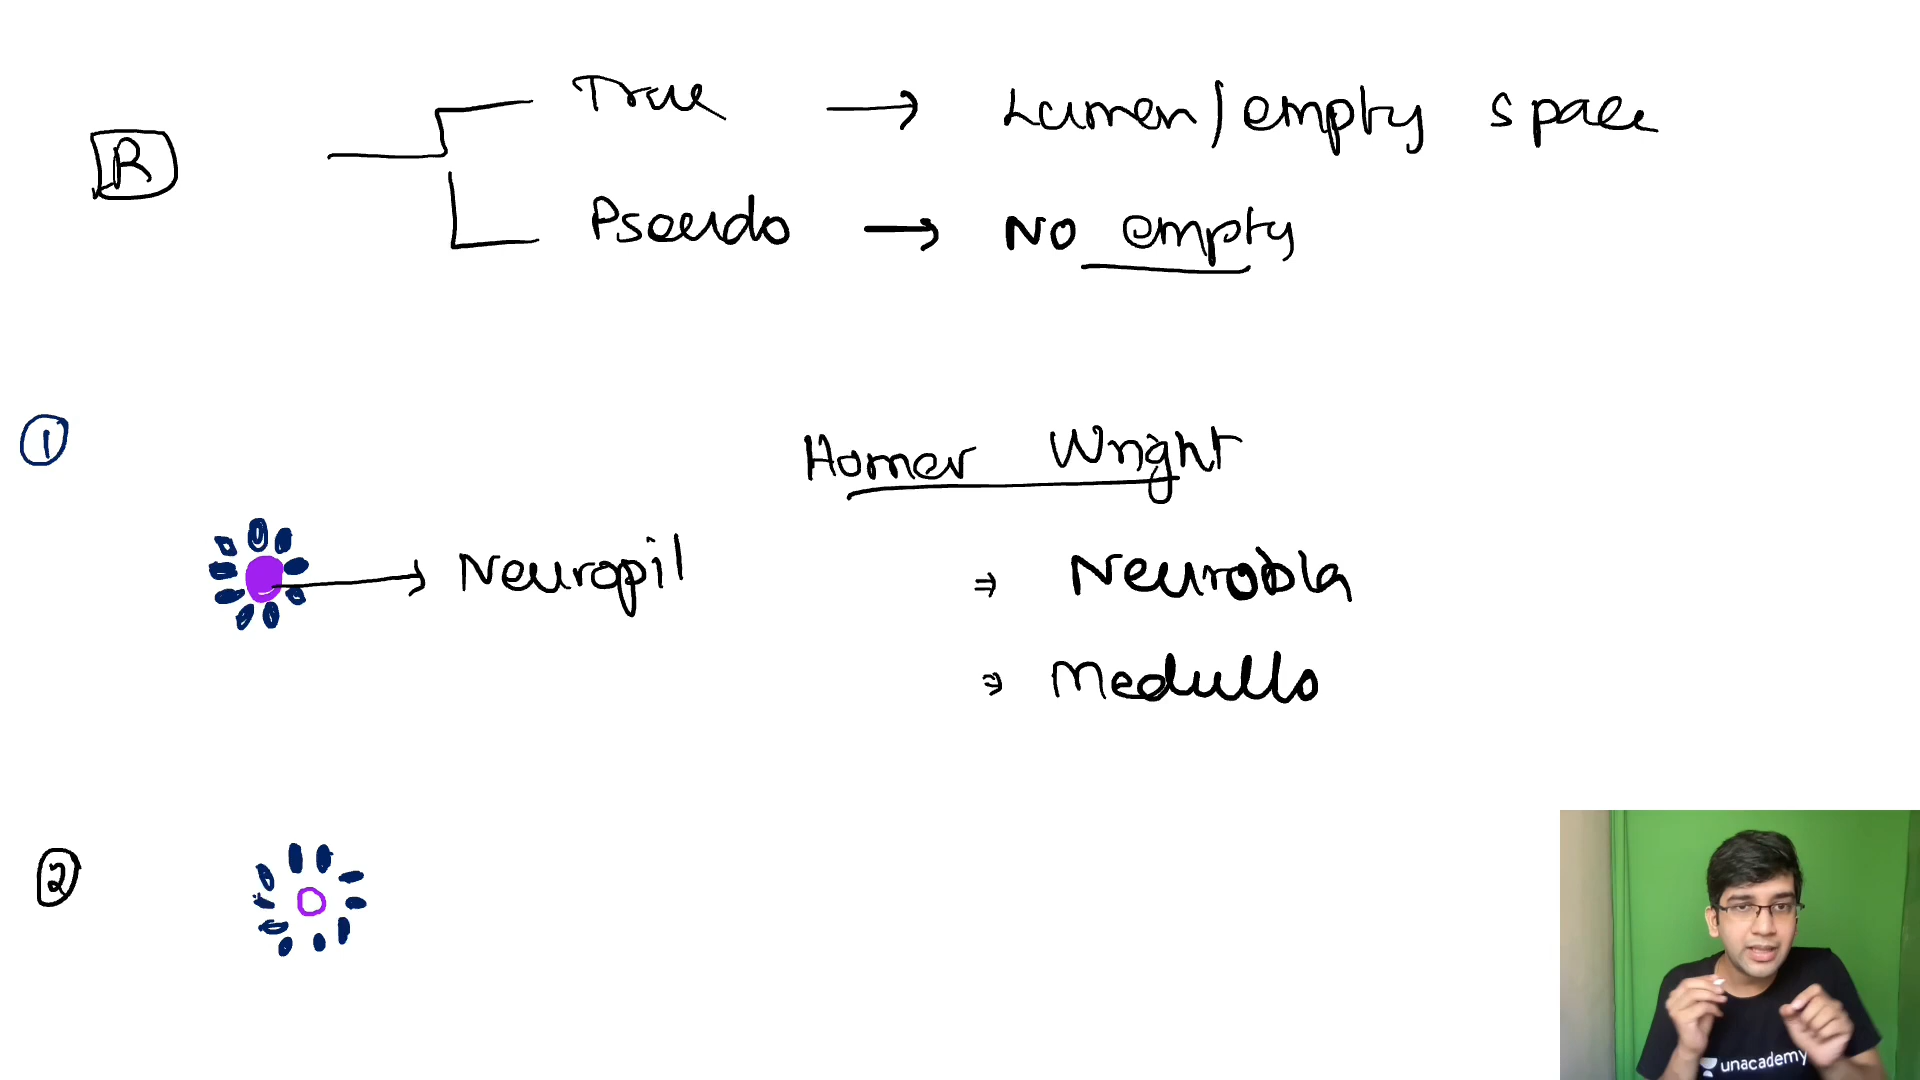 R
True → Lumen/empty space
Pseudo → No empty
①
Homer Wright
→ Neuropil
⇒ Neurobla
⇒ Medullo
②
unacademy